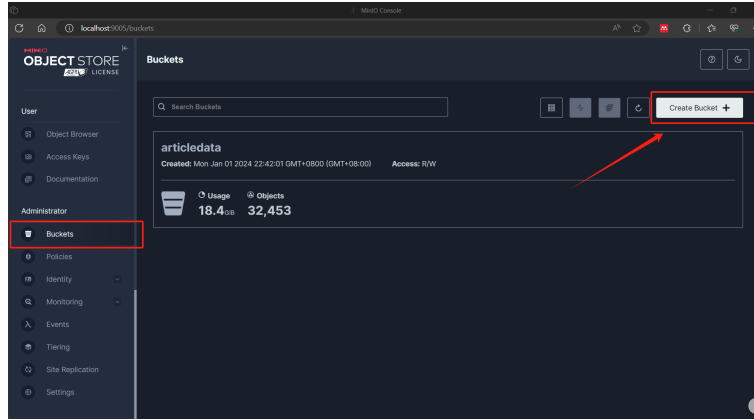 MinIO Console
localhost:9005/buckets
MINIO
OBJECT STORE
LICENSE
Buckets
Search Buckets
Create Bucket +
User
Object Browser
Access Keys
Documentation
articledata
Created: Mon Jan 01 2024 22:42:01 GMT+0800 (GMT+08:00) Access: R/W
Usage Objects
18.4GiB 32,453
Administrator
Buckets
Policies
Identity
Monitoring
Events
Tiering
Site Replication
Settings